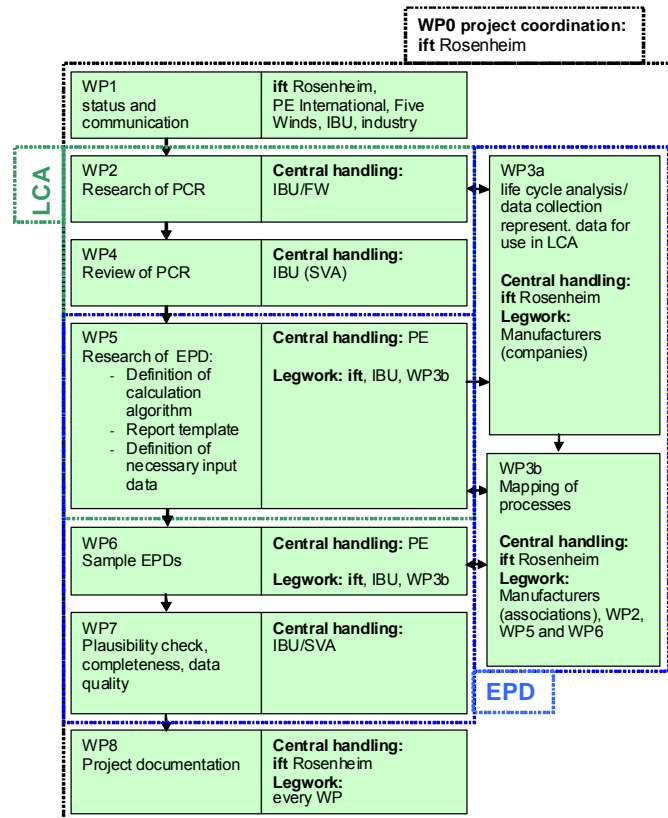 WP0 project coordination:
ift Rosenheim
WP1
status and
communication
ift Rosenheim,
PE International, Five
Winds, IBU, industry
LCA
WP2
Research of PCR
Central handling:
IBU/FW
WP3a
life cycle analysis/
data collection
represent. data for
use in LCA
Central handling:
ift Rosenheim
Legwork:
Manufacturers
(companies)
WP4
Review of PCR
Central handling:
IBU (SVA)
WP5
Research of EPD:
- Definition of
calculation
algorithm
- Report template
- Definition of
necessary input
data
Central handling: PE
Legwork: ift, IBU, WP3b
WP3b
Mapping of
processes
Central handling:
ift Rosenheim
Legwork:
Manufacturers
(associations), WP2,
WP5 and WP6
WP6
Sample EPDs
Central handling: PE
Legwork: ift, IBU, WP3b
WP7
Plausibility check,
completeness, data
quality
Central handling:
IBU/SVA
EPD
WP8
Project documentation
Central handling:
ift Rosenheim
Legwork:
every WP